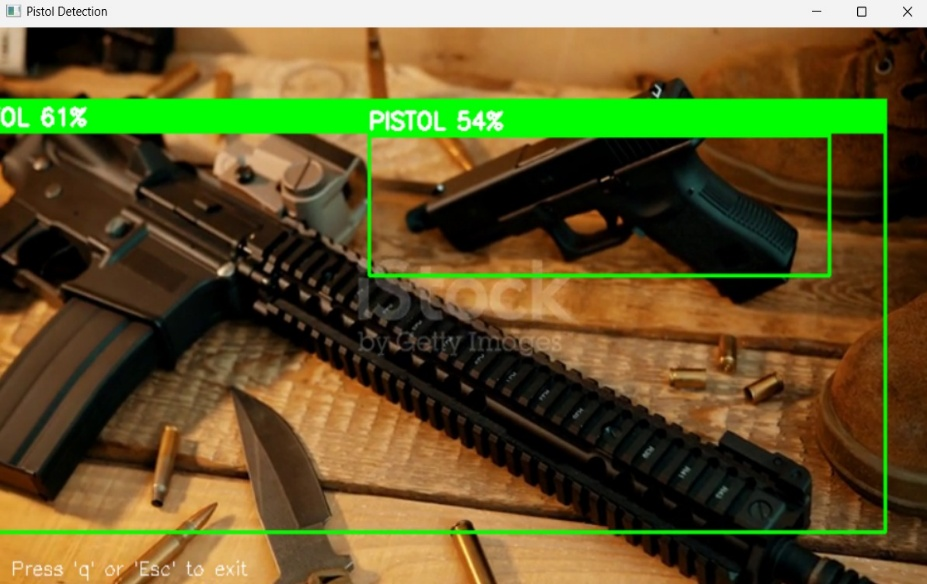 Pistol Detection
OL 61%
PISTOL 54%
iStock
by Getty Images
Press 'q' or 'Esc' to exit